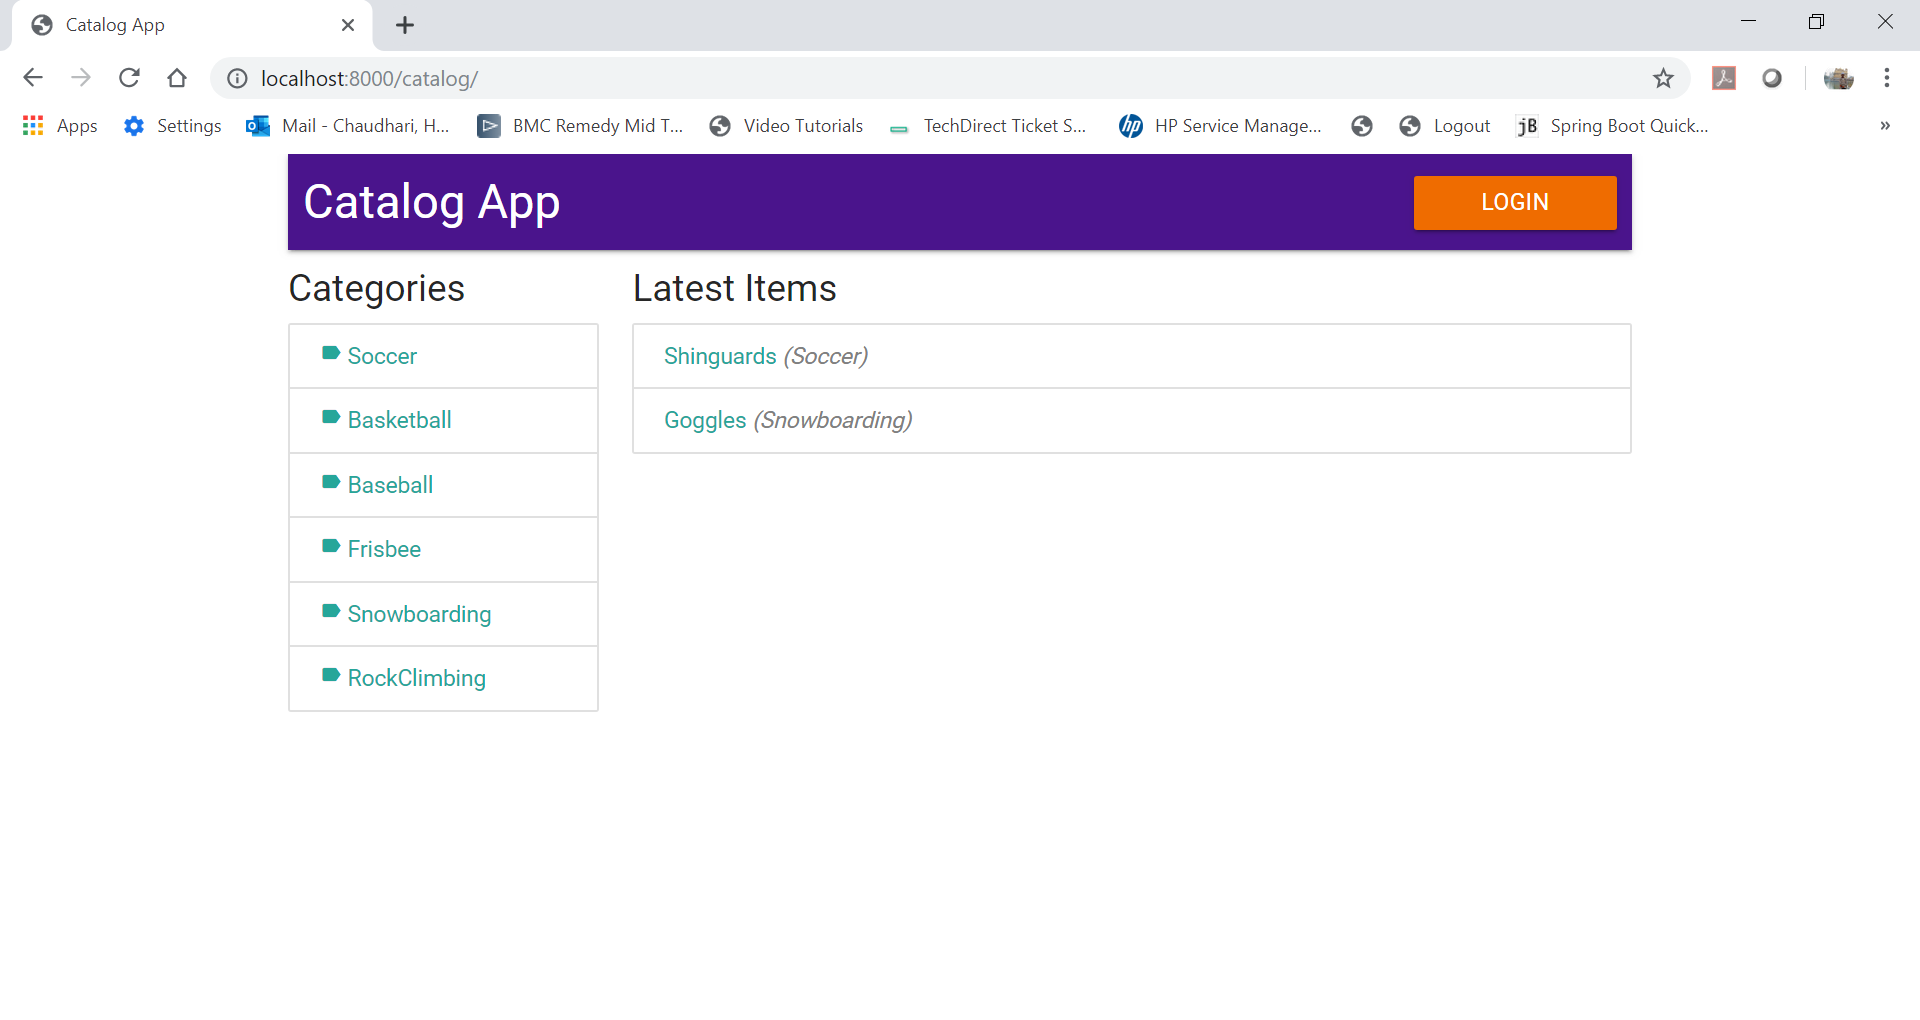 Catalog App
localhost:8000/catalog/
Apps Settings Mail - Chaudhari, H... BMC Remedy Mid T... Video Tutorials TechDirect Ticket S... hp HP Service Manage... Logout jB Spring Boot Quick... »
Catalog App LOGIN
Categories
Soccer
Basketball
Baseball
Frisbee
Snowboarding
RockClimbing
Latest Items
Shinguards (Soccer)
Goggles (Snowboarding)